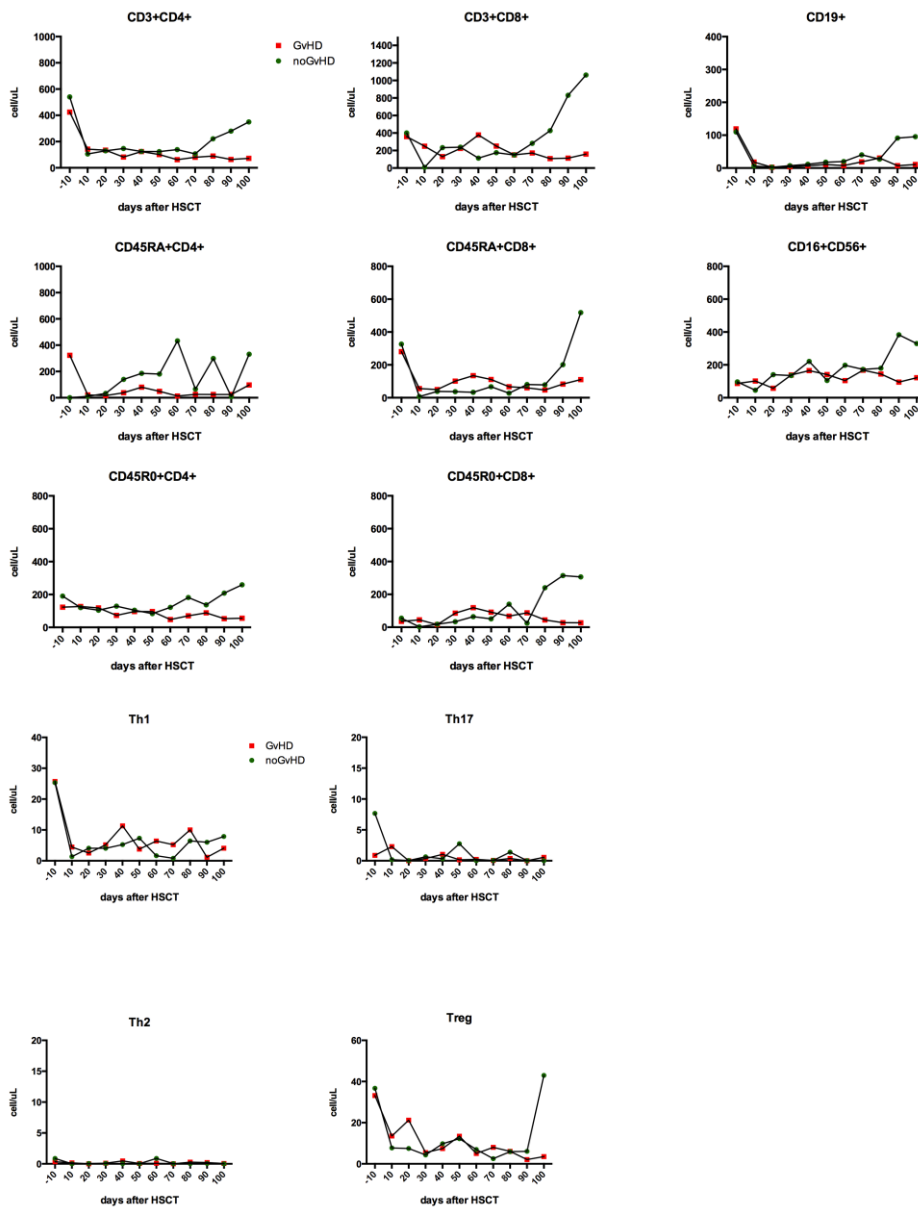 CD3+CD4+
1000
800
600
400
200
0
cell/uL
-10 10 20 30 40 50 60 70 80 90 100
days after HSCT
GvHD
noGvHD
CD3+CD8+
1400
1200
1000
800
600
400
200
0
cell/uL
-10 10 20 30 40 50 60 70 80 90 100
days after HSCT
CD19+
400
300
200
100
0
cell/uL
-10 10 20 30 40 50 60 70 80 90 100
days after HSCT
CD45RA+CD4+
1000
800
600
400
200
0
cell/uL
-10 10 20 30 40 50 60 70 80 90 100
days after HSCT
CD45RA+CD8+
800
600
400
200
0
cell/uL
-10 10 20 30 40 50 60 70 80 90 100
days after HSCT
CD16+CD56+
800
600
400
200
0
cell/uL
-10 10 20 30 40 50 60 70 80 90 100
days after HSCT
CD45R0+CD4+
800
600
400
200
0
cell/uL
-10 10 20 30 40 50 60 70 80 90 100
days after HSCT
CD45R0+CD8+
800
600
400
200
0
cell/uL
-10 10 20 30 40 50 60 70 80 90 100
days after HSCT
Th1
40
30
20
10
0
cell/uL
-10 10 20 30 40 50 60 70 80 90 100
days after HSCT
GvHD
noGvHD
Th17
20
15
10
5
0
cell/uL
-10 10 20 30 40 50 60 70 80 90 100
days after HSCT
Th2
20
15
10
5
0
cell/uL
-10 10 20 30 40 50 60 70 80 90 100
days after HSCT
Treg
60
40
20
0
cell/uL
-10 10 20 30 40 50 60 70 80 90 100
days after HSCT